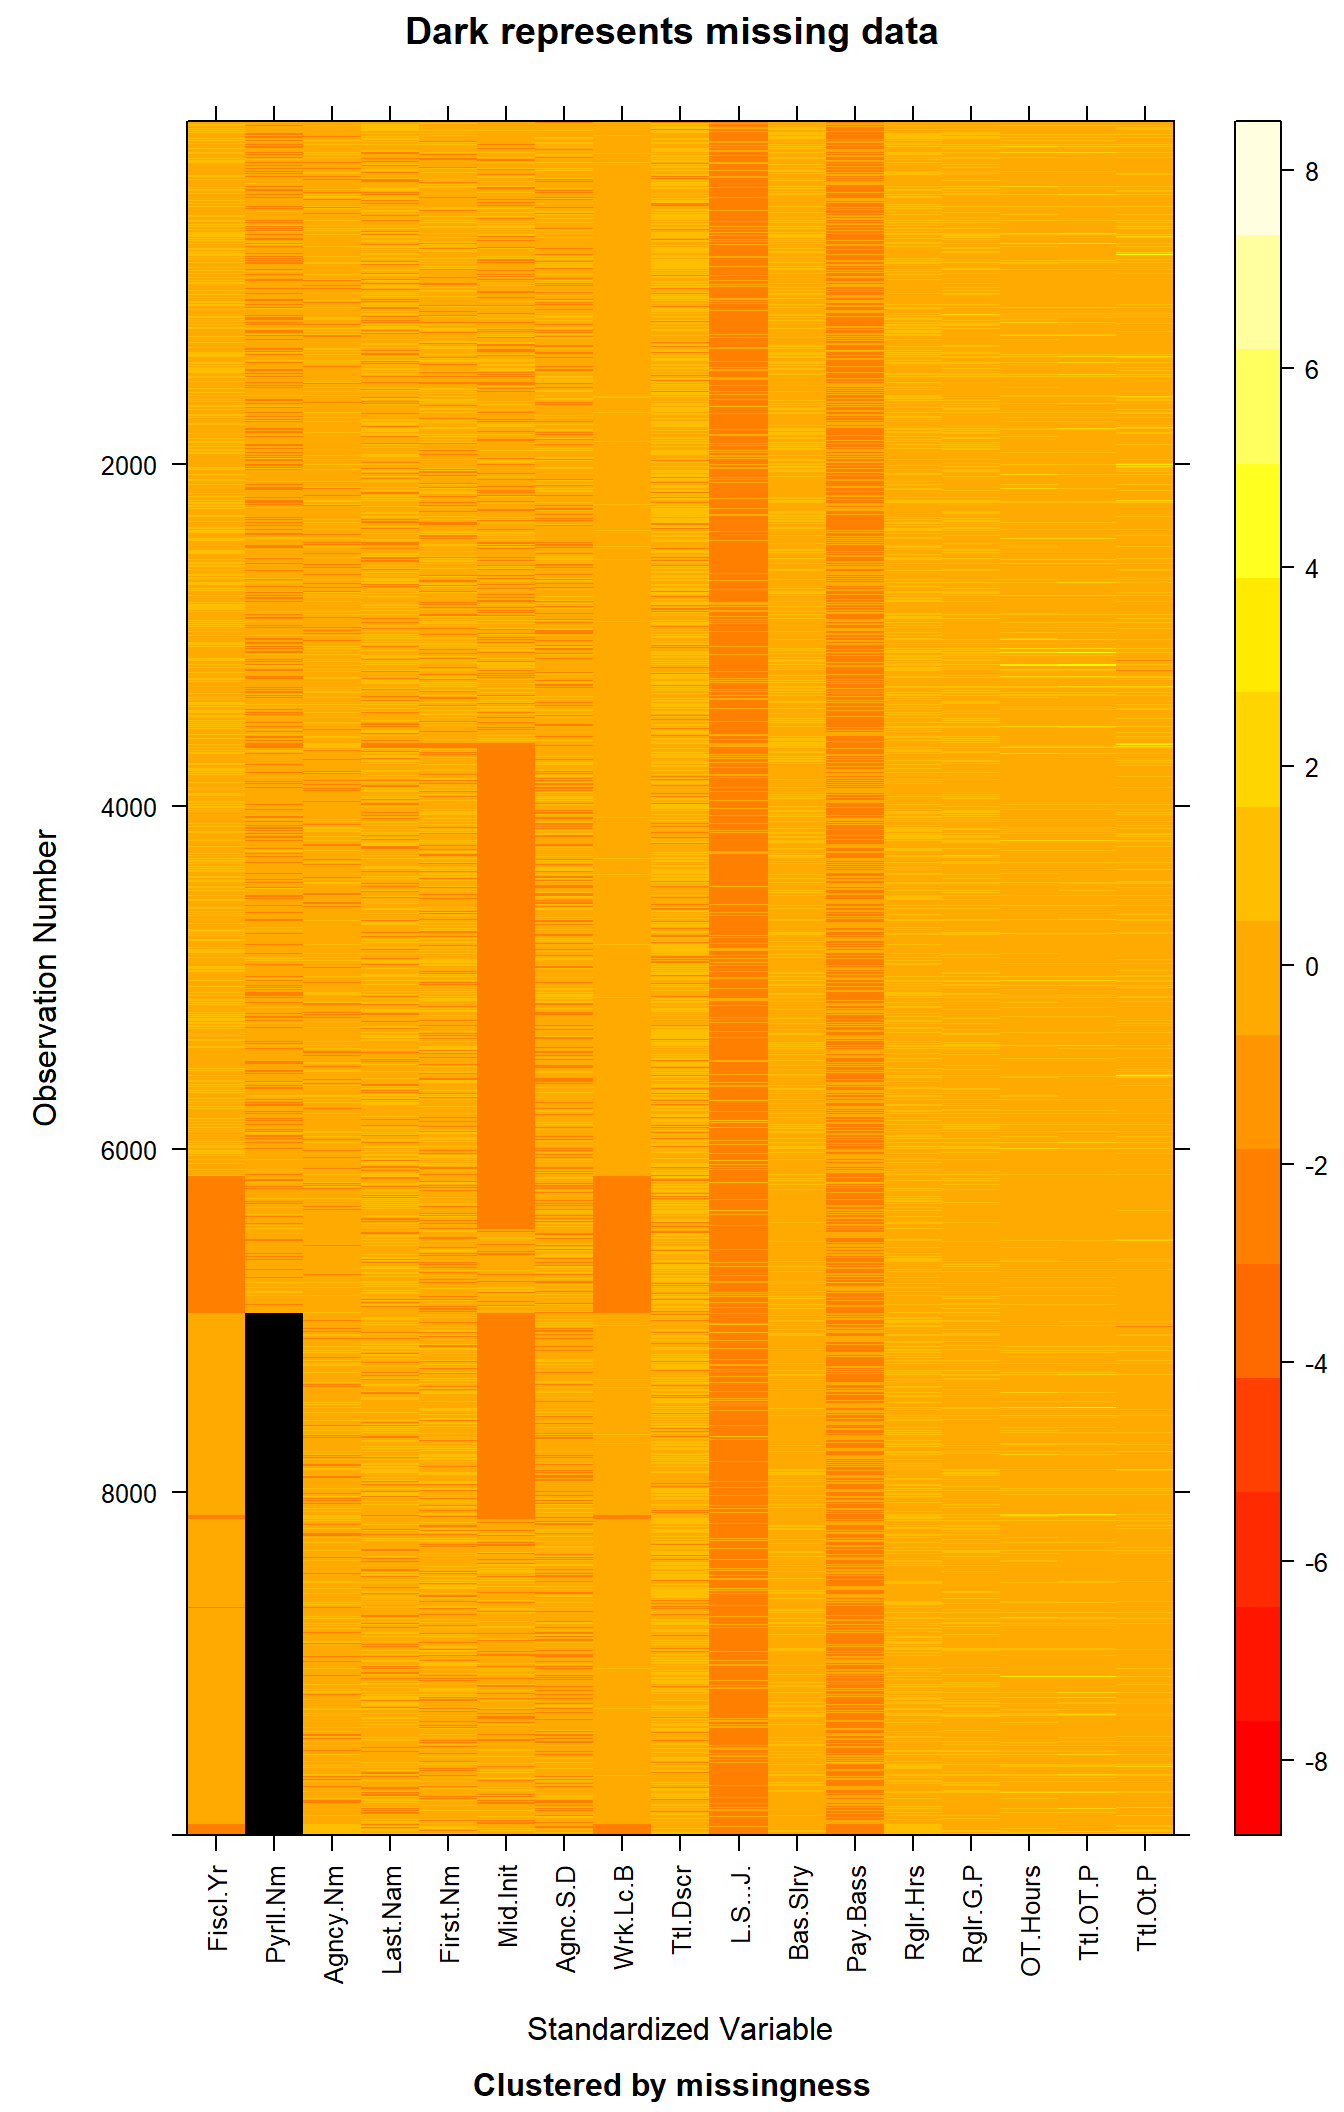 Dark represents missing data
8
6
4
2
0
-2
-4
-6
-8
Observation Number
2000
4000
6000
8000
Fiscl.Yr
Pyrll.Nm
Agncy.Nm
Last.Nam
First.Nm
Mid.Init
Agnc.S.D
Wrk.Lc.B
Ttl.Dscr
L.S...J.
Bas.Slry
Pay.Bass
Rglr.Hrs
Rglr.G.P
OT.Hours
Ttl.OT.P
Ttl.Ot.P
Standardized Variable
Clustered by missingness